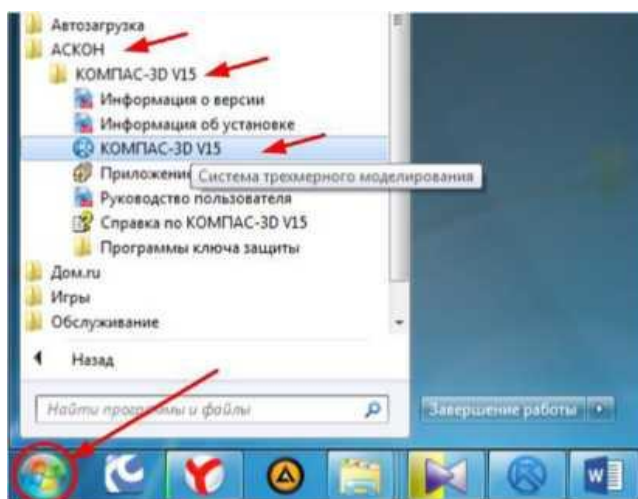 Автозагрузка
АСКОН
КОМПАС-3D V15
Информация о версии
Информация об установке
КОМПАС-3D V15
Приложение
Система трехмерного моделирования
Руководство пользователя
Справка по КОМПАС-3D V15
Программы ключа защиты
Дом.ru
Игры
Обслуживание
Назад
Найти программы и файлы
Завершение работы